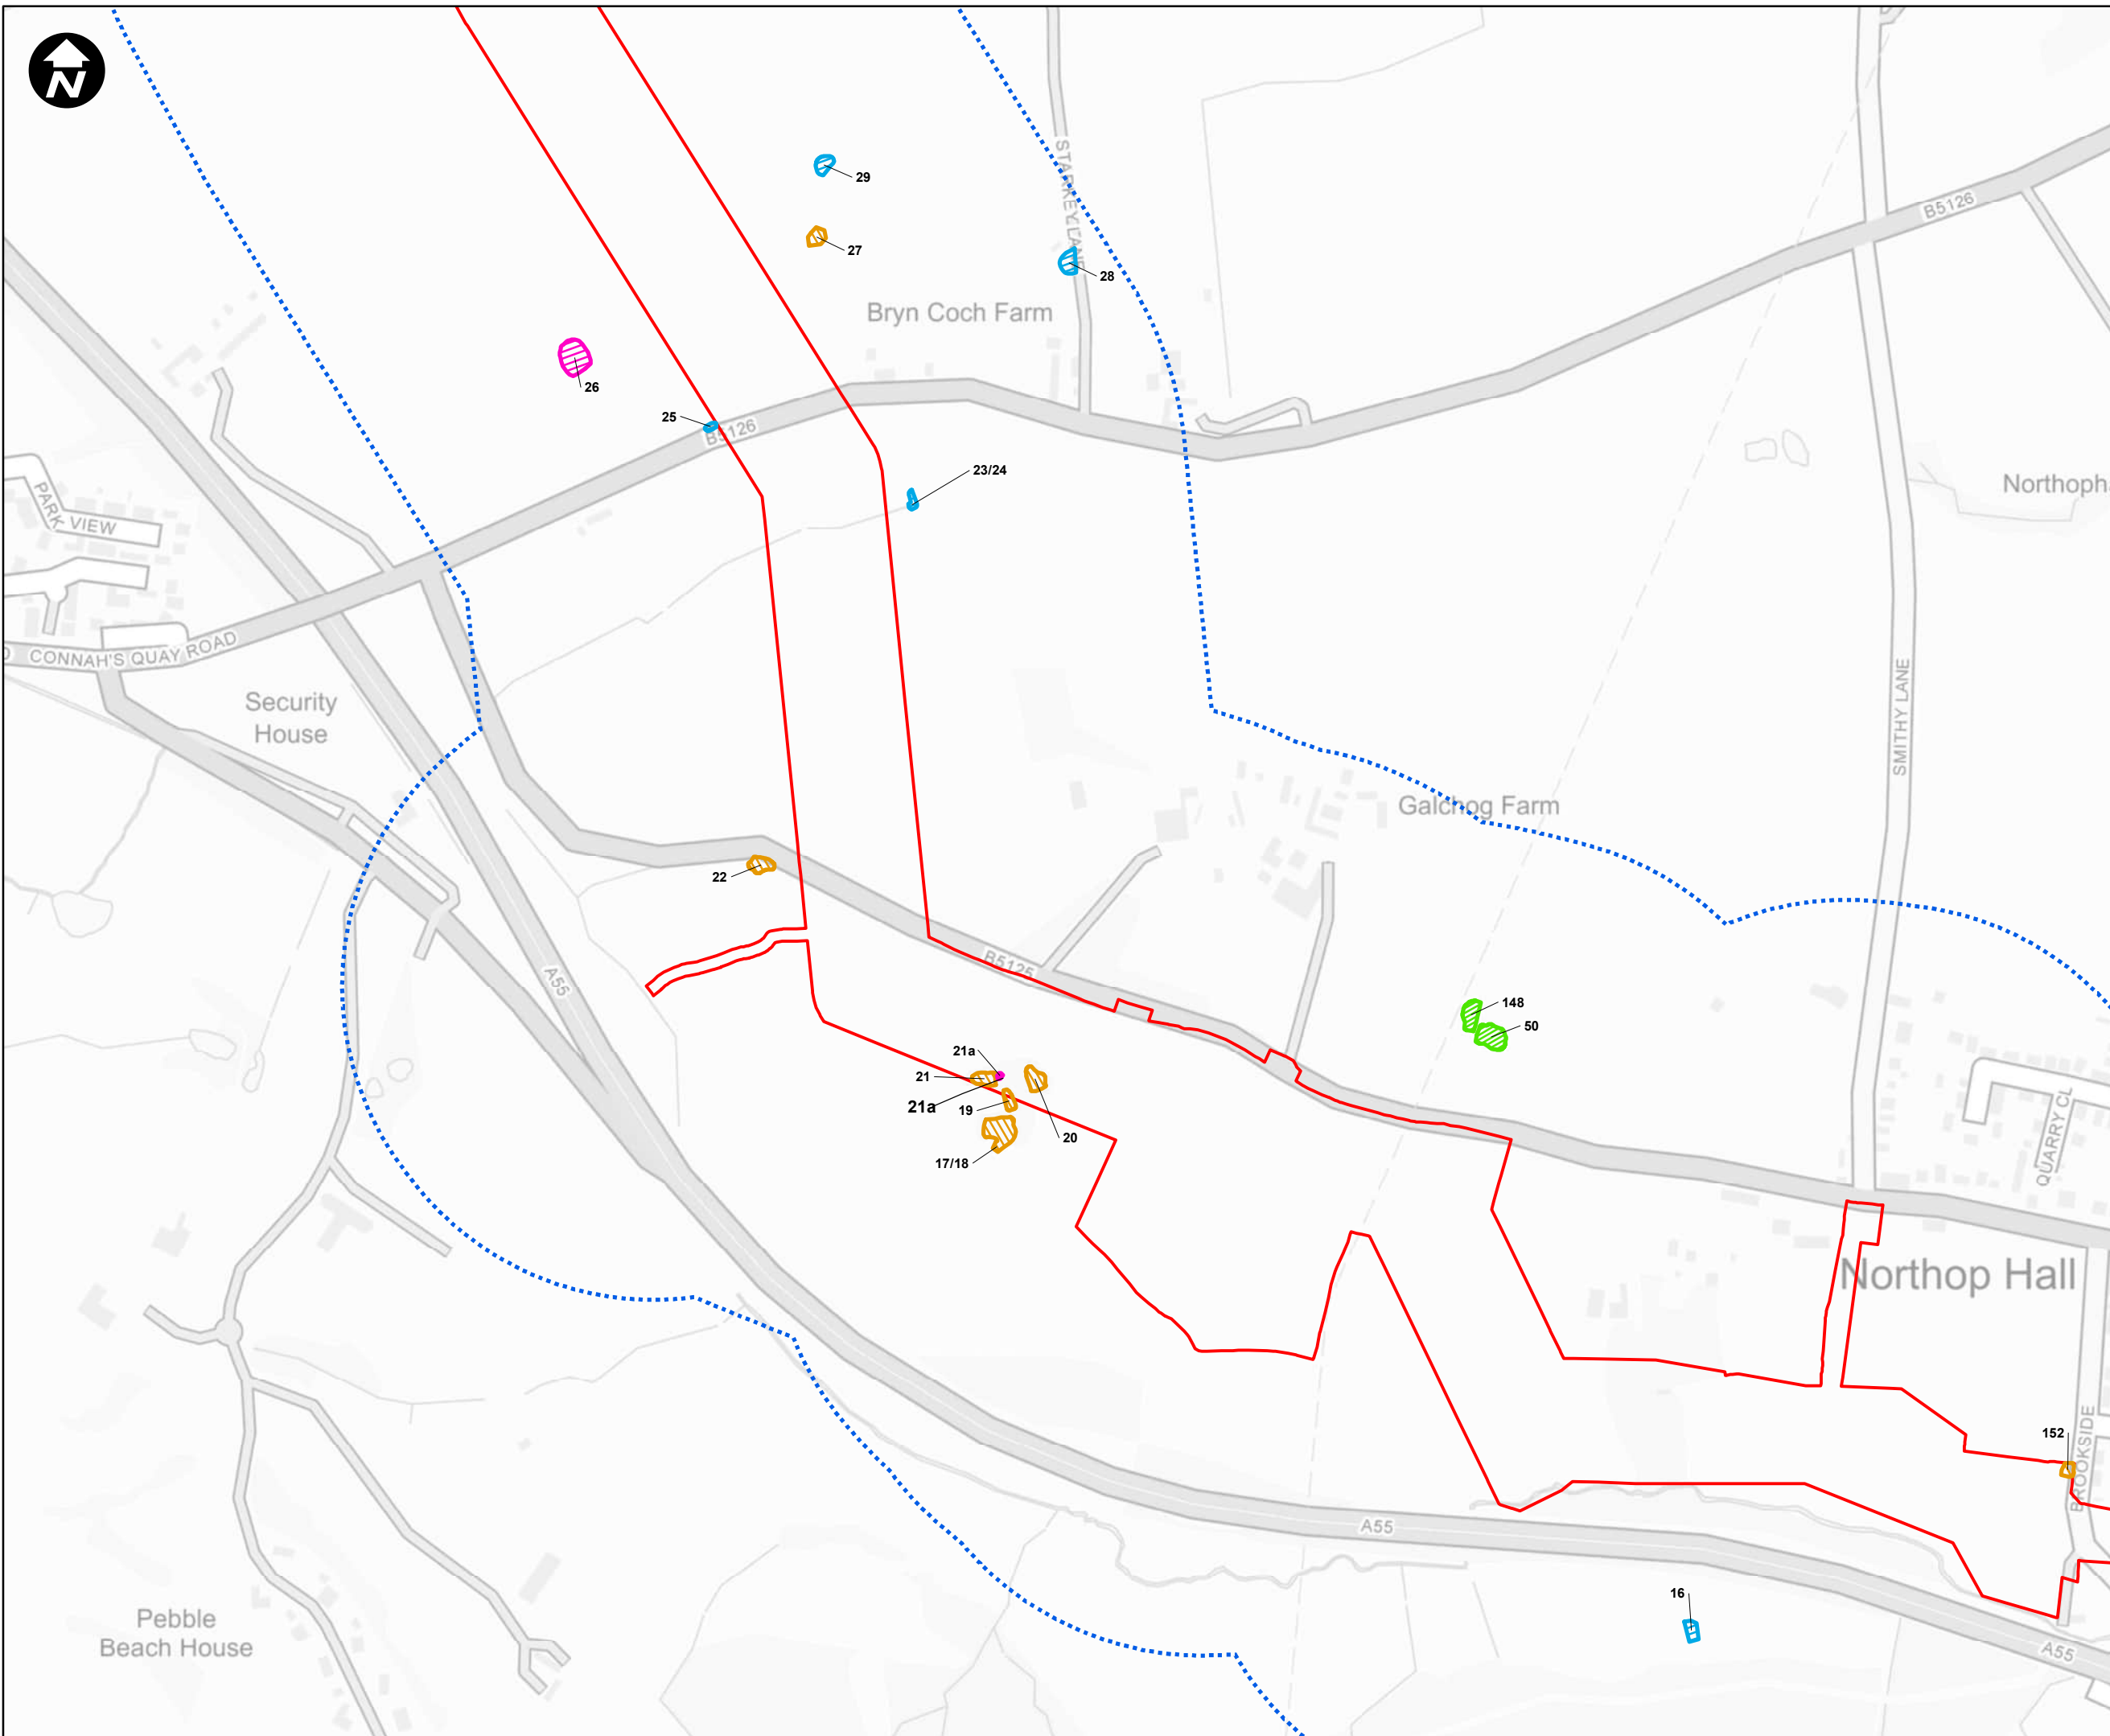 N
STARKEY LANE
29
B5126
27
28
Bryn Coch Farm
26
25
B5126
23/24
PARK VIEW
Northoph
CONNAH'S QUAY ROAD
Security
House
SMITHY LANE
Galchog Farm
22
B5125
A55
148
50
21a
21
21a
19
20
17/18
QUARRY CL
Northop Hall
152
BROOKSIDE
A55
16
Pebble
Beach House
A55